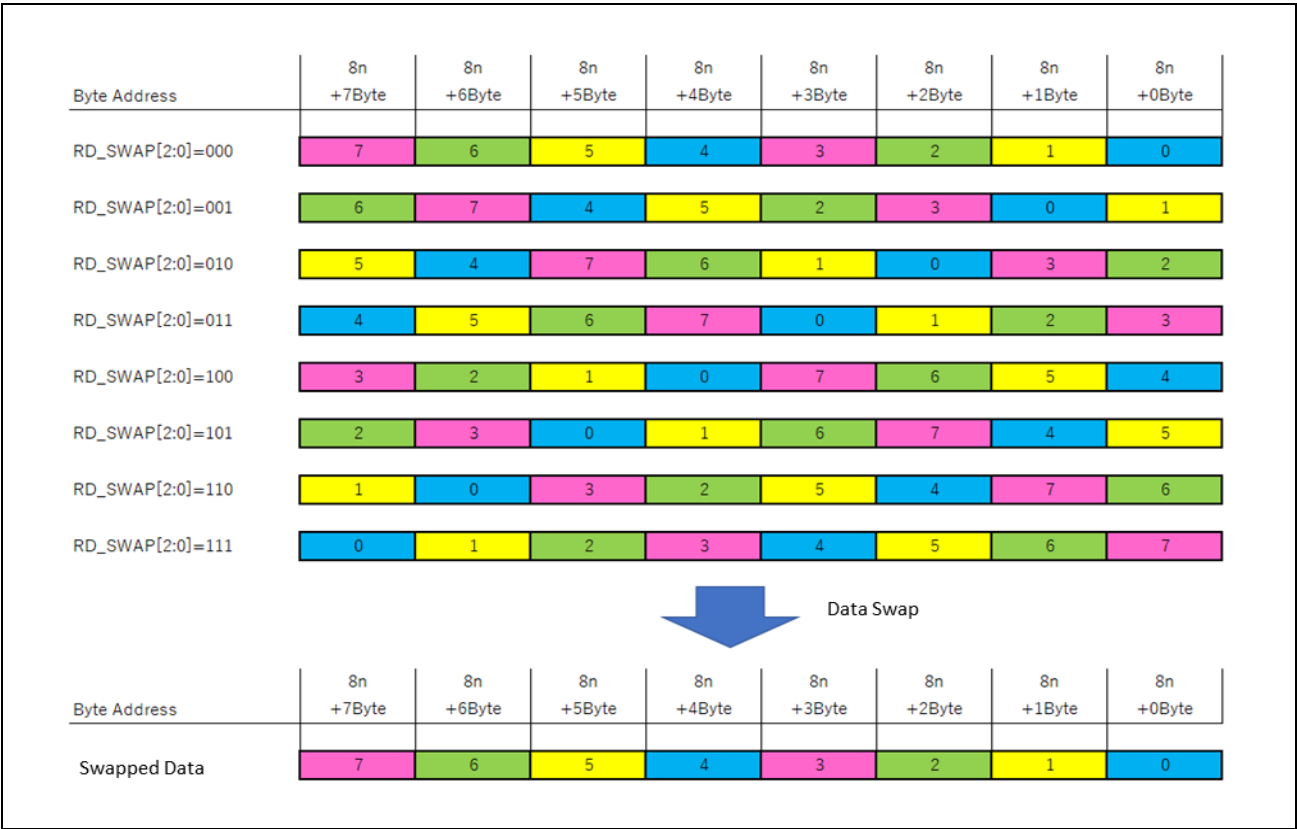 8n 8n 8n 8n 8n 8n 8n 8n
Byte Address +7Byte +6Byte +5Byte +4Byte +3Byte +2Byte +1Byte +0Byte
RD_SWAP[2:0]=000 7 6 5 4 3 2 1 0
RD_SWAP[2:0]=001 6 7 4 5 2 3 0 1
RD_SWAP[2:0]=010 5 4 7 6 1 0 3 2
RD_SWAP[2:0]=011 4 5 6 7 0 1 2 3
RD_SWAP[2:0]=100 3 2 1 0 7 6 5 4
RD_SWAP[2:0]=101 2 3 0 1 6 7 4 5
RD_SWAP[2:0]=110 1 0 3 2 5 4 7 6
RD_SWAP[2:0]=111 0 1 2 3 4 5 6 7
Data Swap
8n 8n 8n 8n 8n 8n 8n 8n
Byte Address +7Byte +6Byte +5Byte +4Byte +3Byte +2Byte +1Byte +0Byte
Swapped Data 7 6 5 4 3 2 1 0